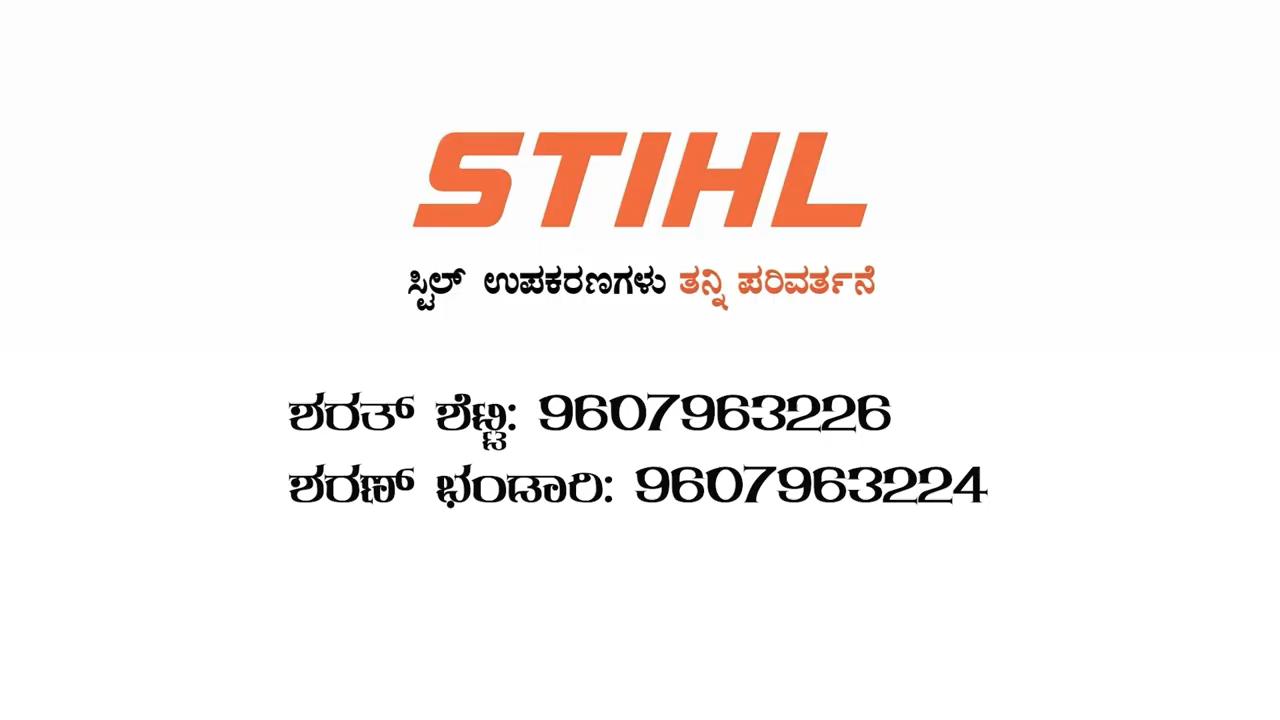 STIHL
ಸ್ಟಿಲ್ ಉಪಕರಣಗಳು ತನ್ನಿ ಪರಿವರ್ತನೆ
ಶರತ್ ಶೆಟ್ಟಿ: 9607963226
ಶರಣ್ ಭಂಡಾರಿ: 9607963224